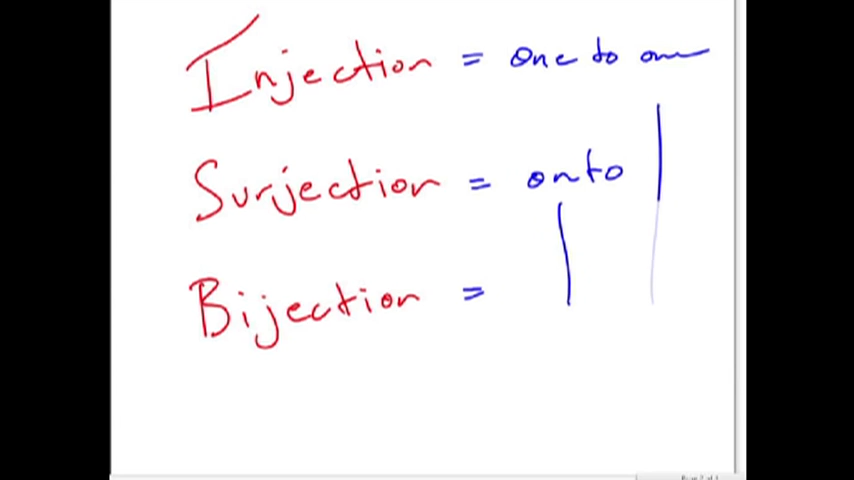 Injection = one to one
Surjection = onto
Bijection =